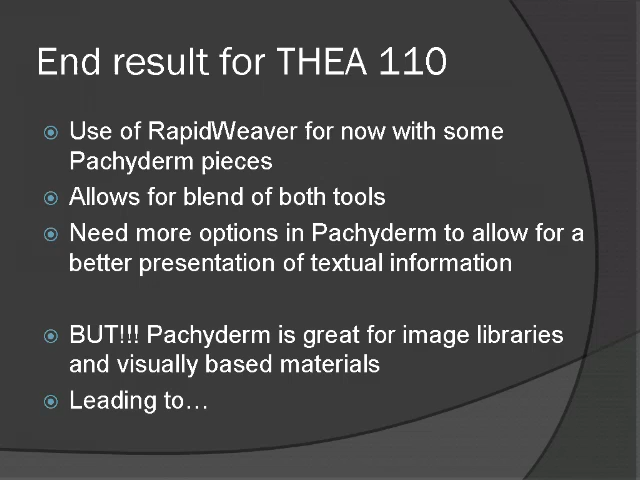 End result for THEA 110
Use of RapidWeaver for now with some
Pachyderm pieces
Allows for blend of both tools
Need more options in Pachyderm to allow for a
better presentation of textual information
BUT!!! Pachyderm is great for image libraries
and visually based materials
Leading to…